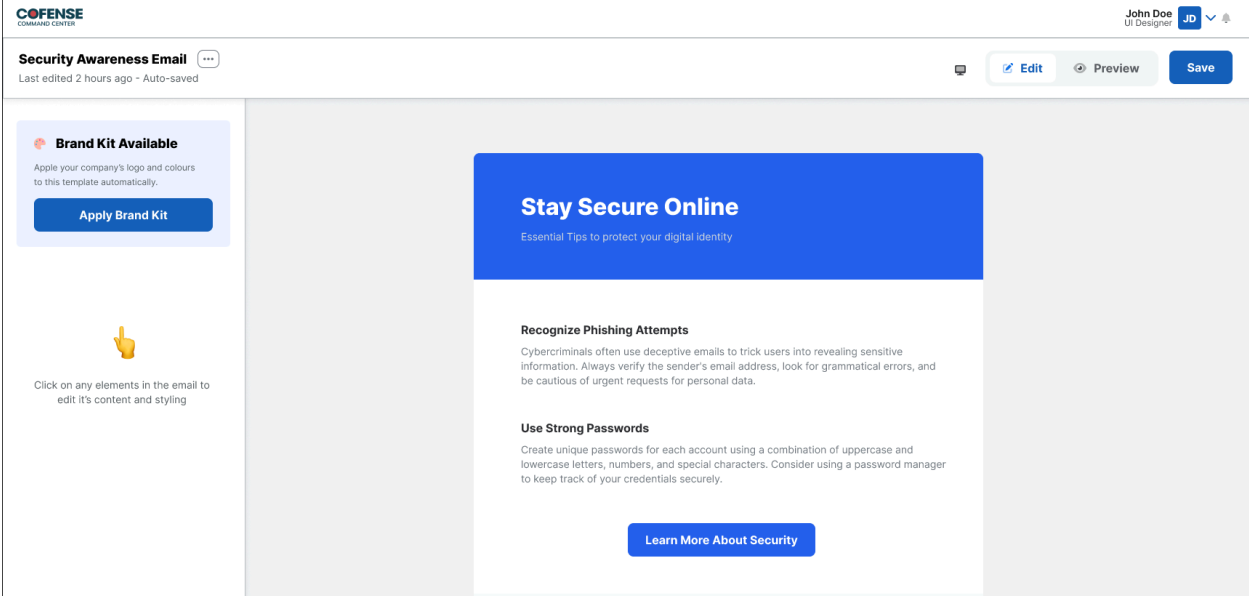 COFENSE
COMMAND CENTER
John Doe
UI Designer
JD
Security Awareness Email
Last edited 2 hours ago - Auto-saved
Edit
Preview
Save
Brand Kit Available
Apple your company's logo and colours
to this template automatically.
Apply Brand Kit
Click on any elements in the email to
edit it's content and styling
Stay Secure Online
Essential Tips to protect your digital identity
Recognize Phishing Attempts
Cybercriminals often use deceptive emails to trick users into revealing sensitive
information. Always verify the sender's email address, look for grammatical errors, and
be cautious of urgent requests for personal data.
Use Strong Passwords
Create unique passwords for each account using a combination of uppercase and
lowercase letters, numbers, and special characters. Consider using a password manager
to keep track of your credentials securely.
Learn More About Security